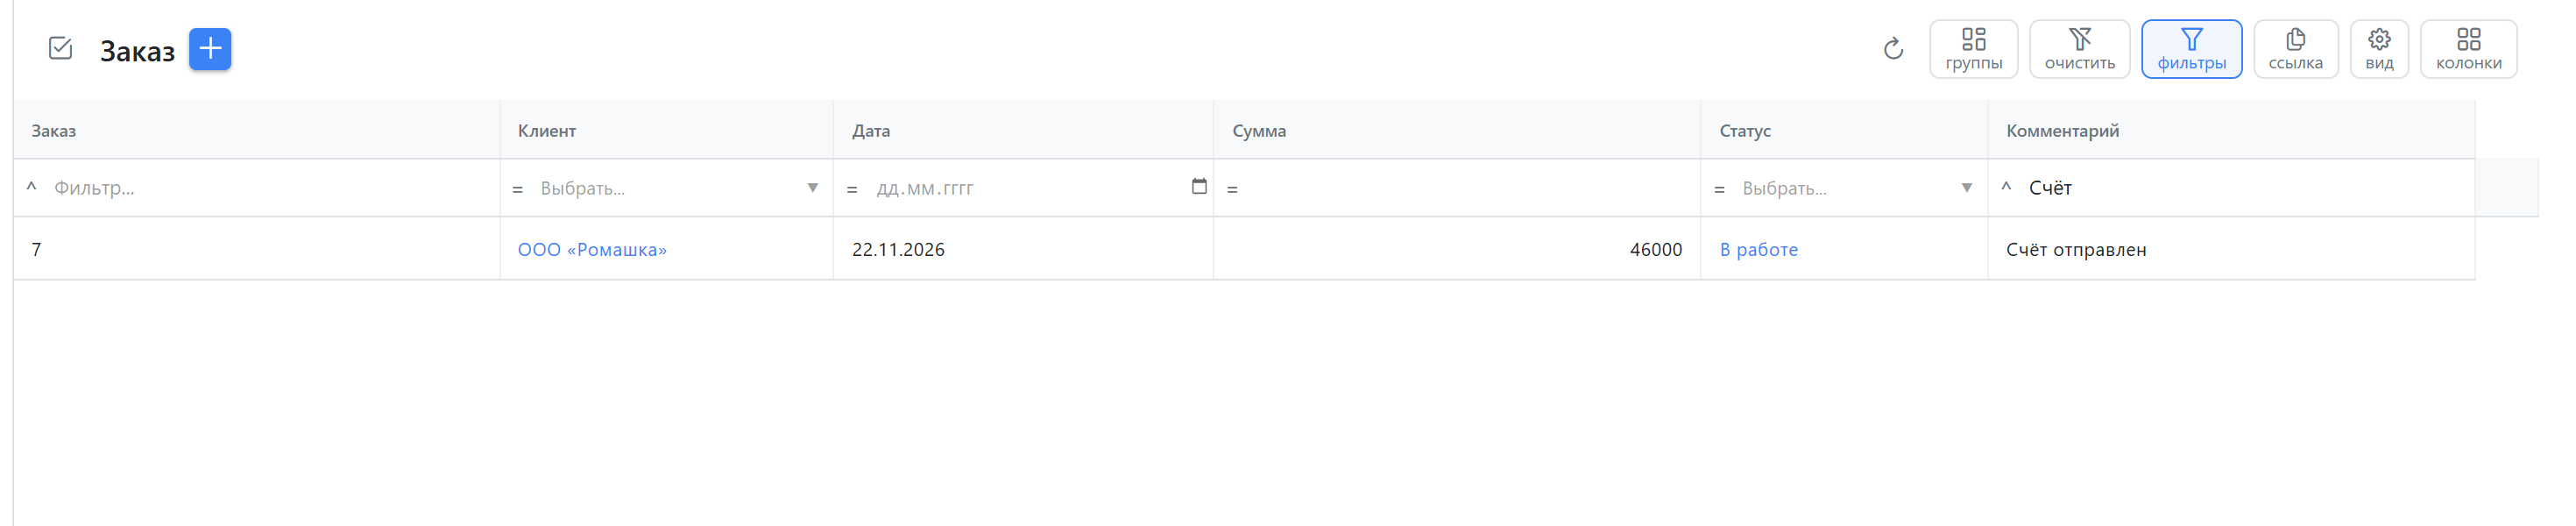 Заказ
группы очистить фильтры ссылка вид колонки
Заказ Клиент Дата Сумма Статус Комментарий
^ Фильтр... = Выбрать... = дд.мм.гггг = = Выбрать... ^ Счёт
7 ООО «Ромашка» 22.11.2026 46000 В работе Счёт отправлен